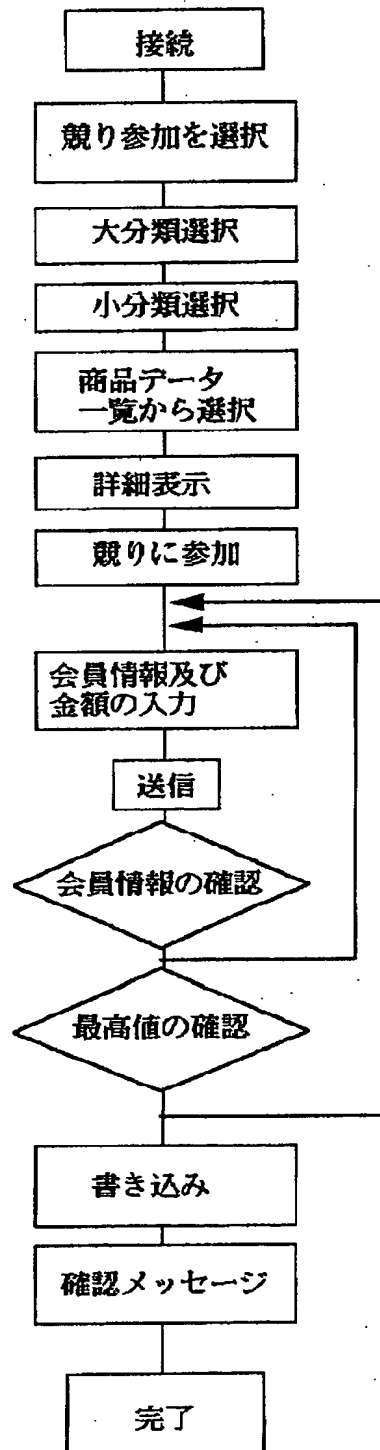 接続
競り参加を選択
大分類選択
小分類選択
商品データ
一覧から選択
詳細表示
競りに参加
会員情報及び
金額の入力
送信
会員情報の確認
最高値の確認
書き込み
確認メッセージ
完了